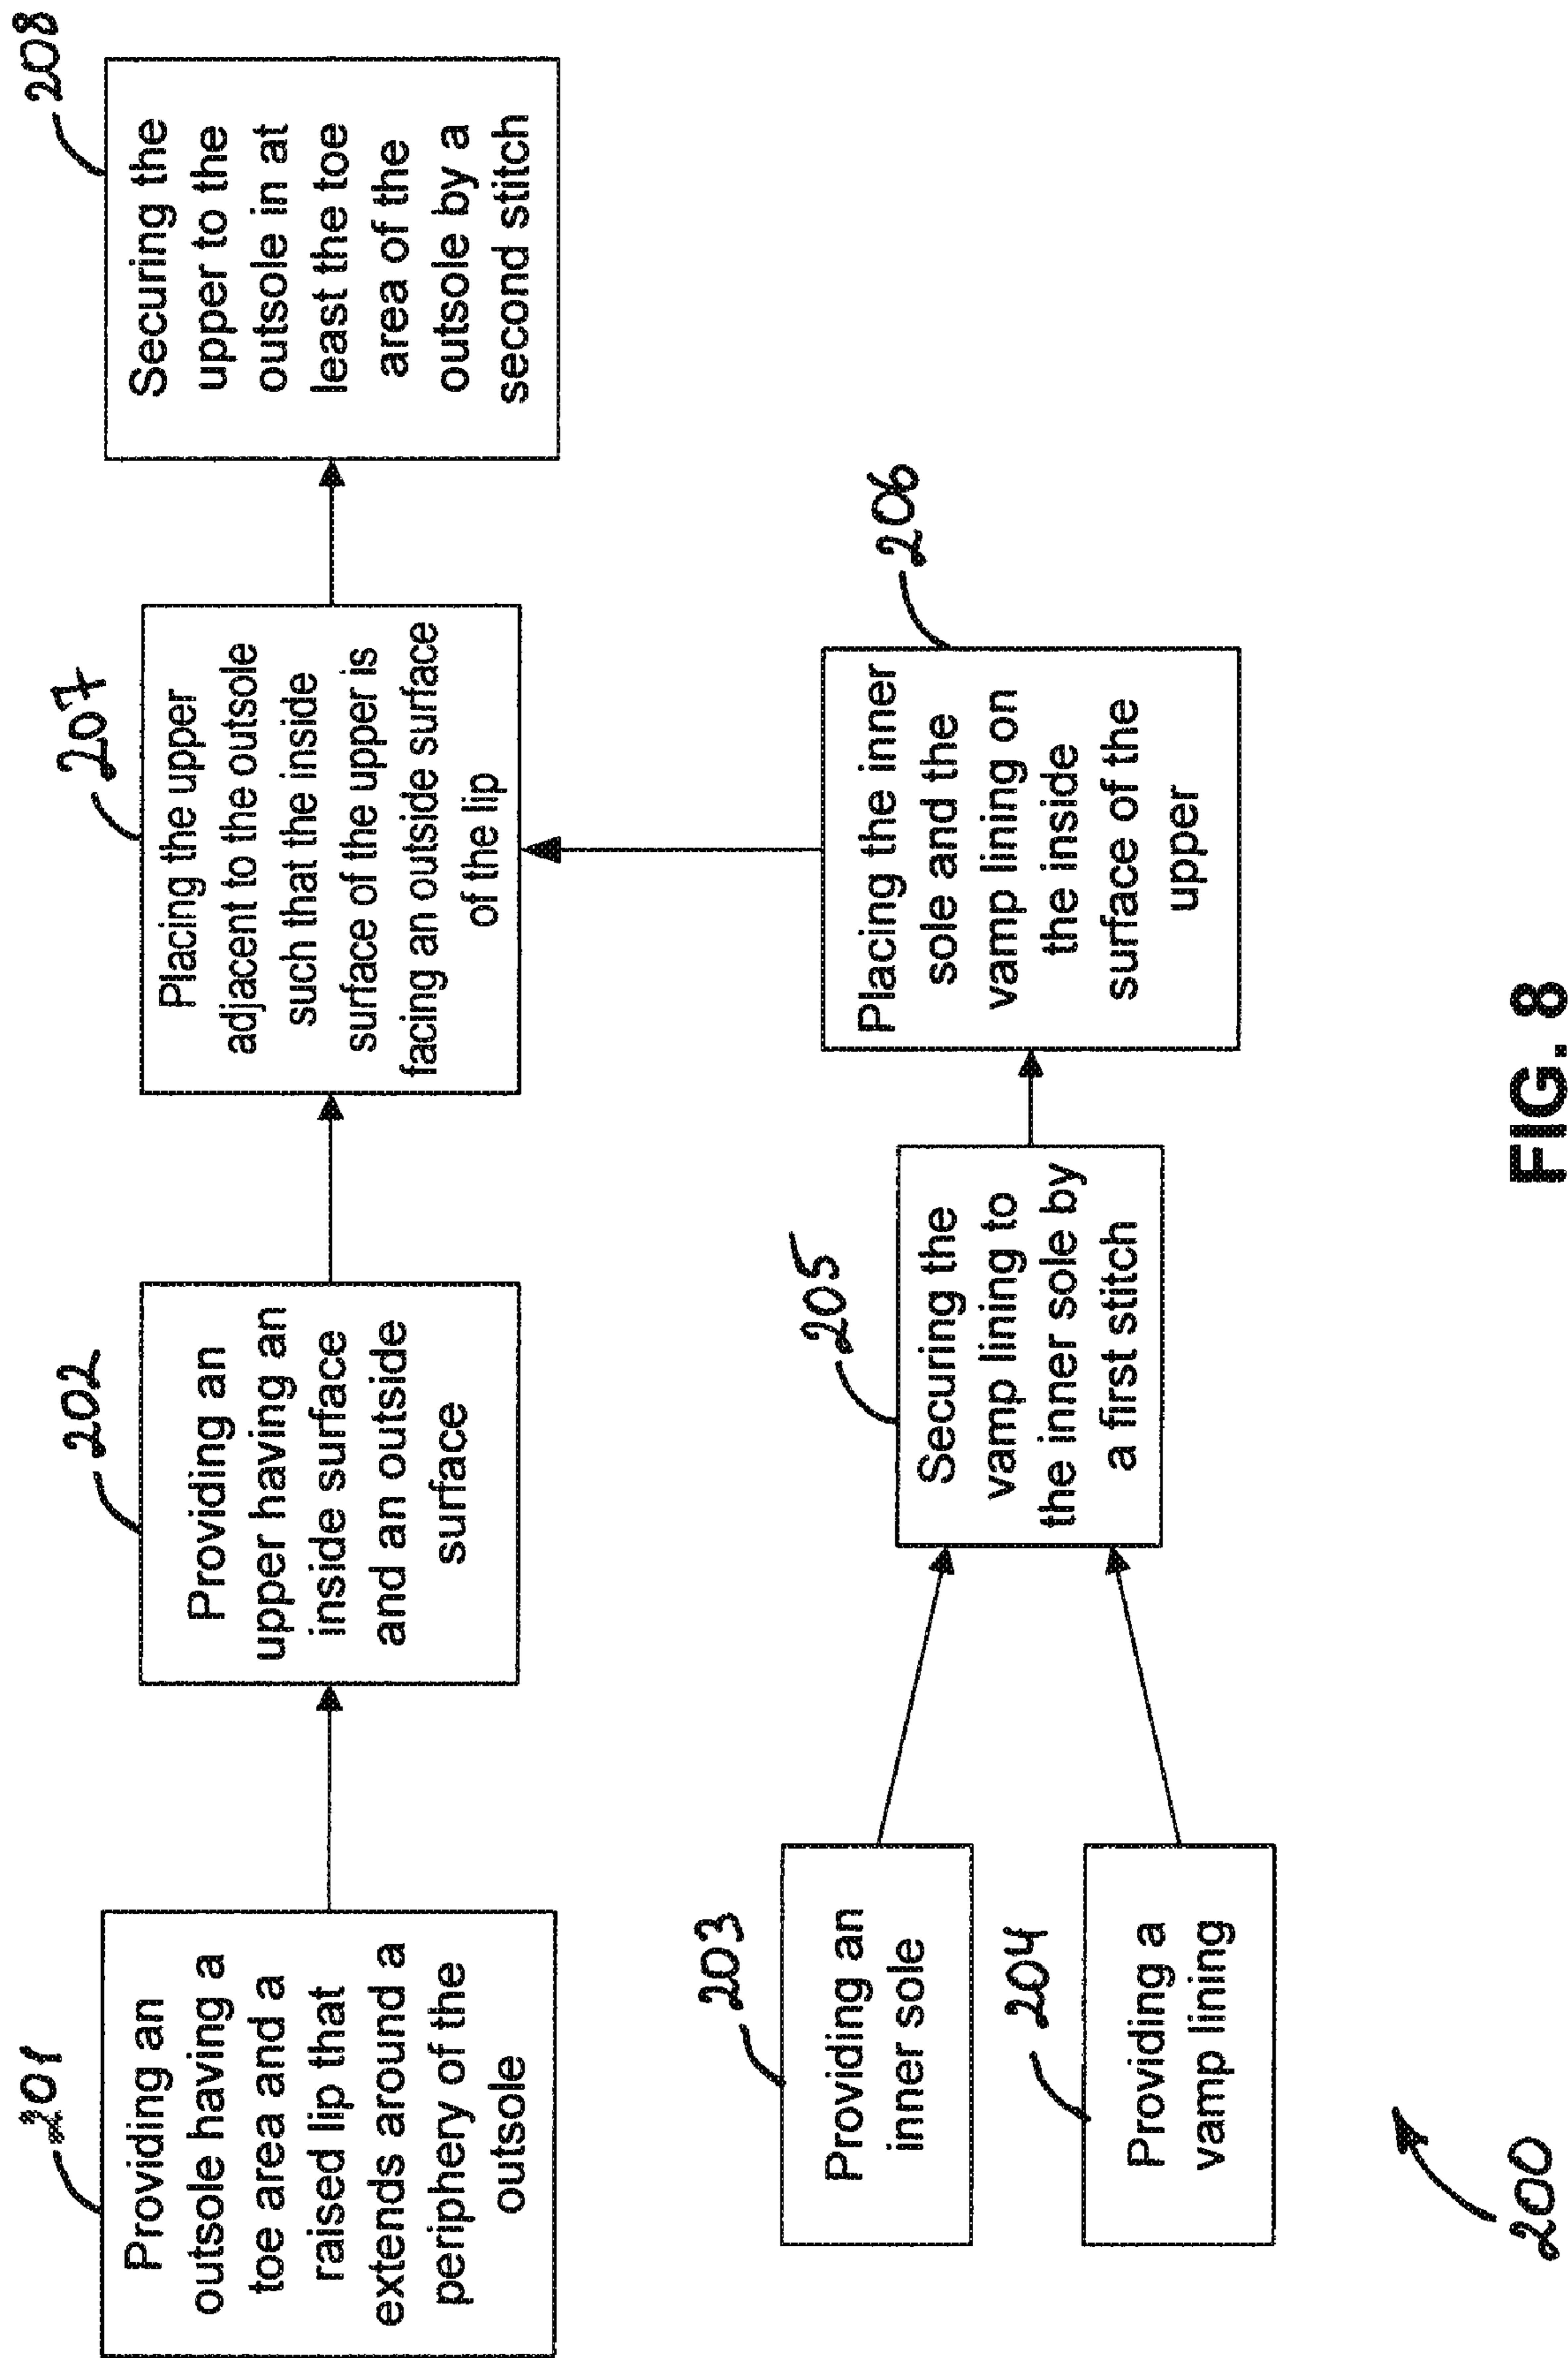 201
Providing an
outsole having a
toe area and a
raised lip that
extends around a
periphery of the
outsole
202
Providing an
upper having an
inside surface
and an outside
surface
207
Placing the upper
adjacent to the outsole
such that the inside
surface of the upper is
facing an outside surface
of the lip
208
Securing the
upper to the
outsole in at
least the toe
area of the
outsole by a
second stitch
203
Providing an
inner sole
204
Providing a
vamp lining
205
Securing the
vamp lining to
the inner sole by
a first stitch
206
Placing the inner
sole and the
vamp lining on
the inside
surface of the
upper
200
FIG. 8